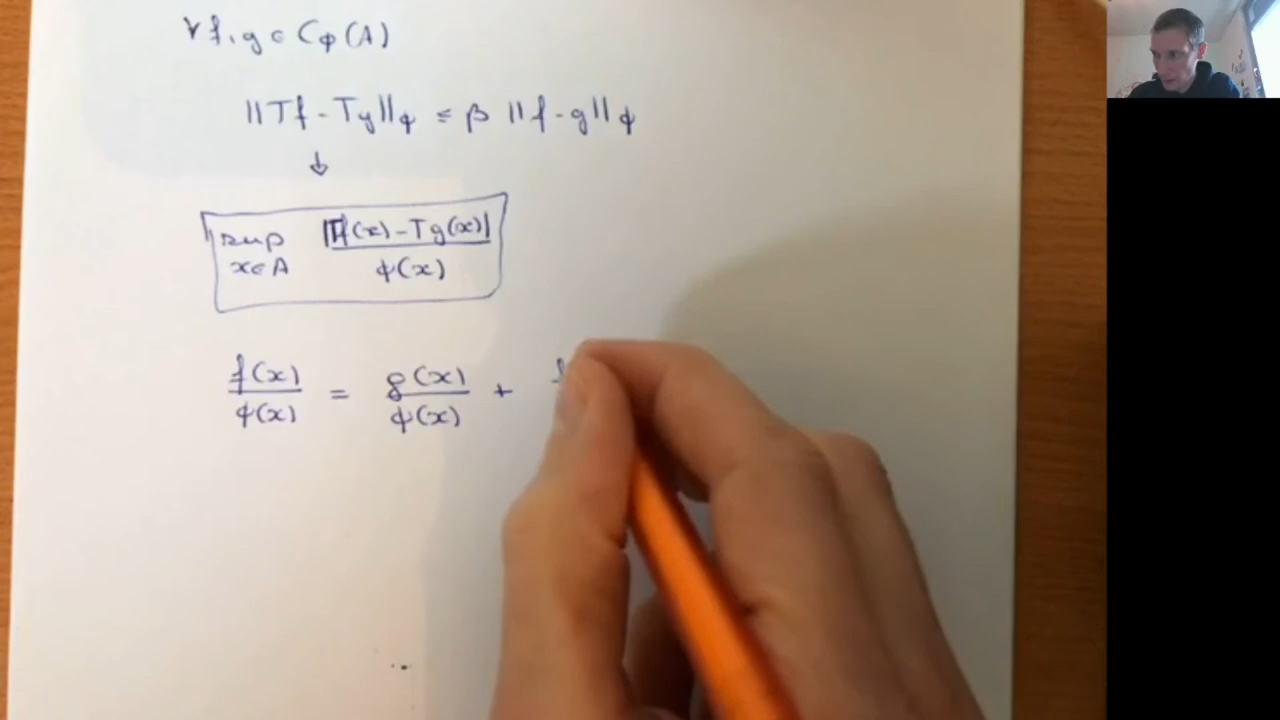 ∀ f, g ∈ Cφ(A)
||Tf - Tg||φ ≤ β ||f - g||φ
↓
sup x∈A |Tf(x) - Tg(x)| / φ(x)
f(x) / φ(x) = g(x) / φ(x) + f